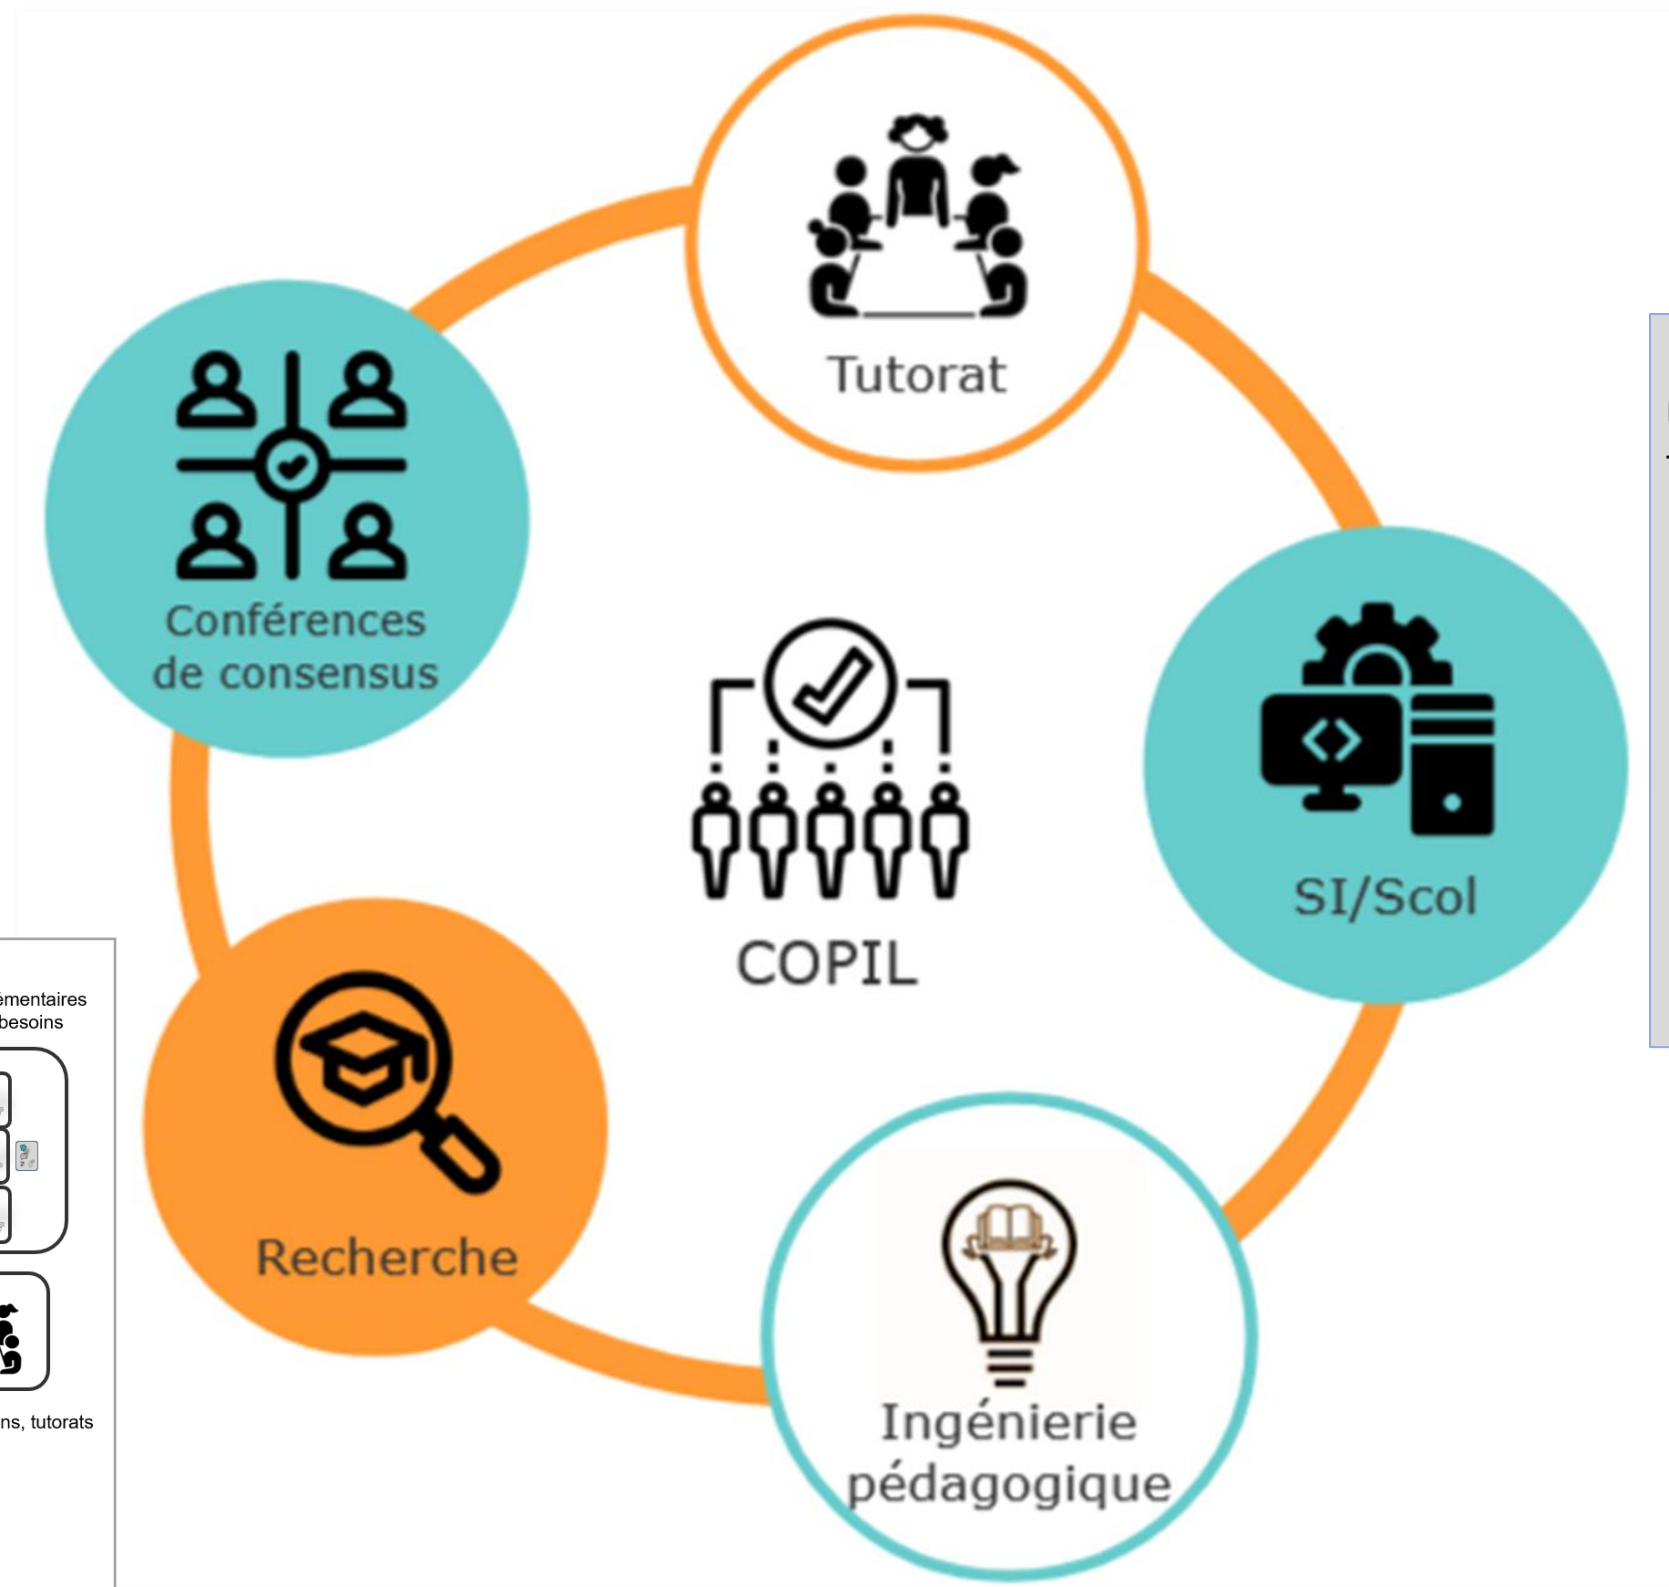 Tutorat
Conférences
de consensus
SI/Scol
COPIL
Recherche
Ingénierie
pédagogique
besoins
tutorats